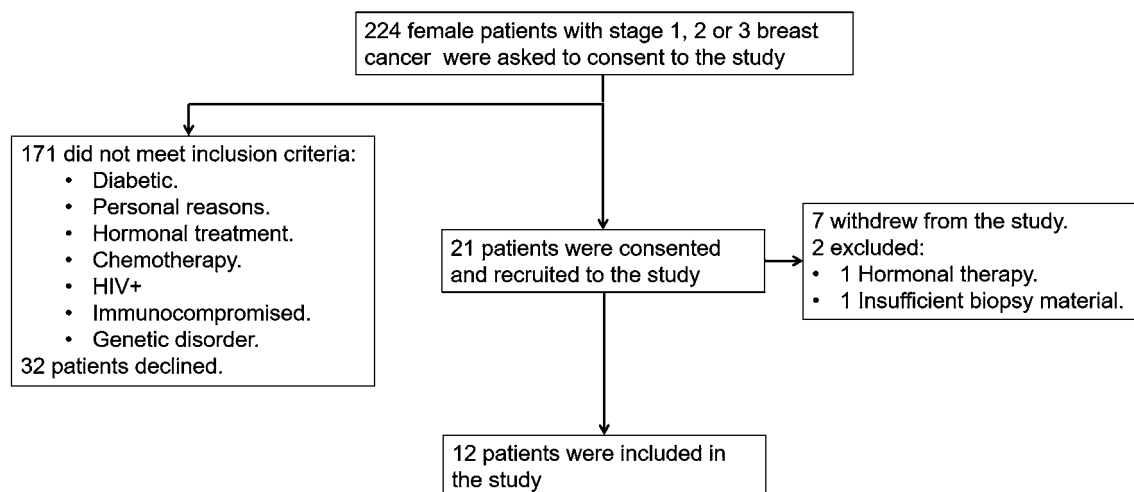 224 female patients with stage 1, 2 or 3 breast
cancer were asked to consent to the study
171 did not meet inclusion criteria:
• Diabetic.
• Personal reasons.
• Hormonal treatment.
• Chemotherapy.
• HIV+
• Immunocompromised.
• Genetic disorder.
32 patients declined.
21 patients were consented
and recruited to the study
7 withdrew from the study.
2 excluded:
• 1 Hormonal therapy.
• 1 Insufficient biopsy material.
12 patients were included in
the study